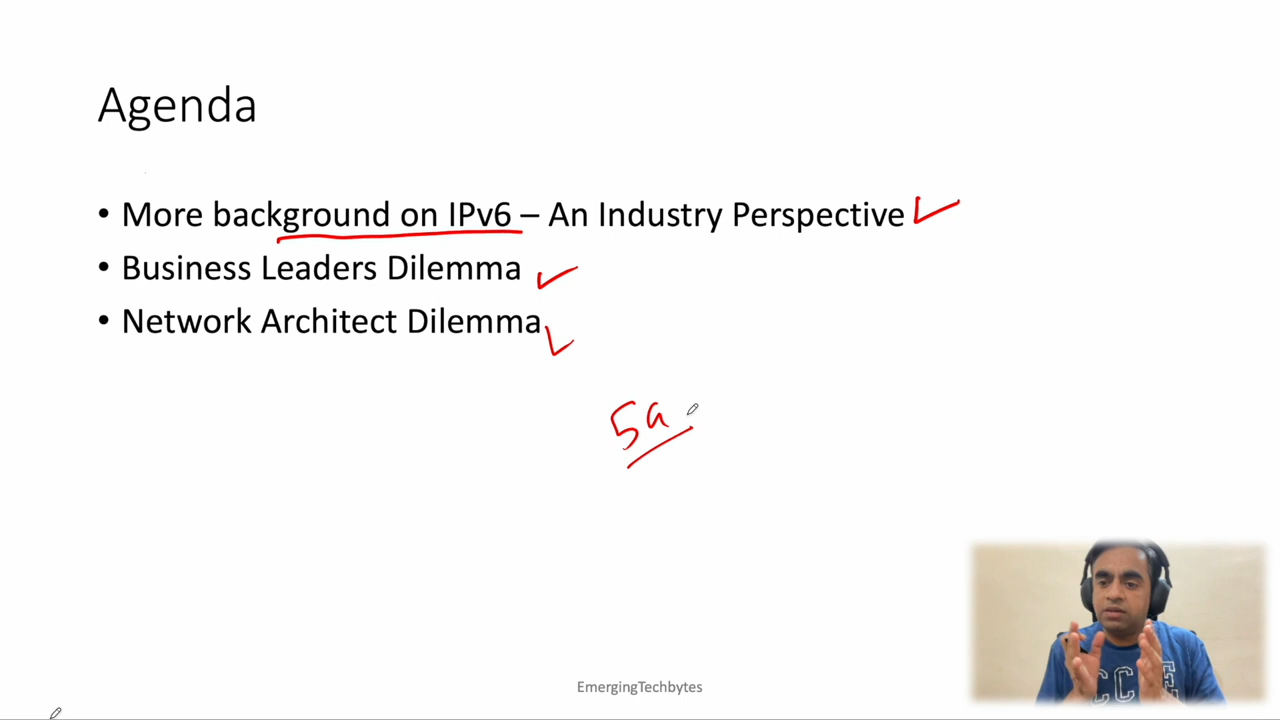 Agenda
• More background on IPv6 – An Industry Perspective
• Business Leaders Dilemma
• Network Architect Dilemma
5a
EmergingTechbytes